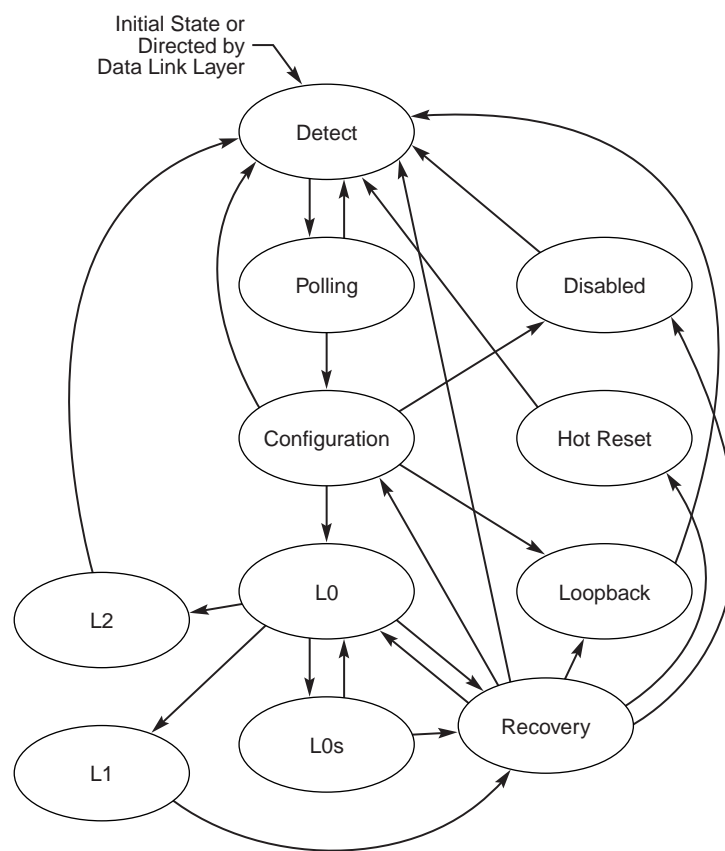 Initial State or
Directed by
Data Link Layer
Detect
Polling
Disabled
Configuration
Hot Reset
L0
Loopback
L2
Recovery
L0s
L1